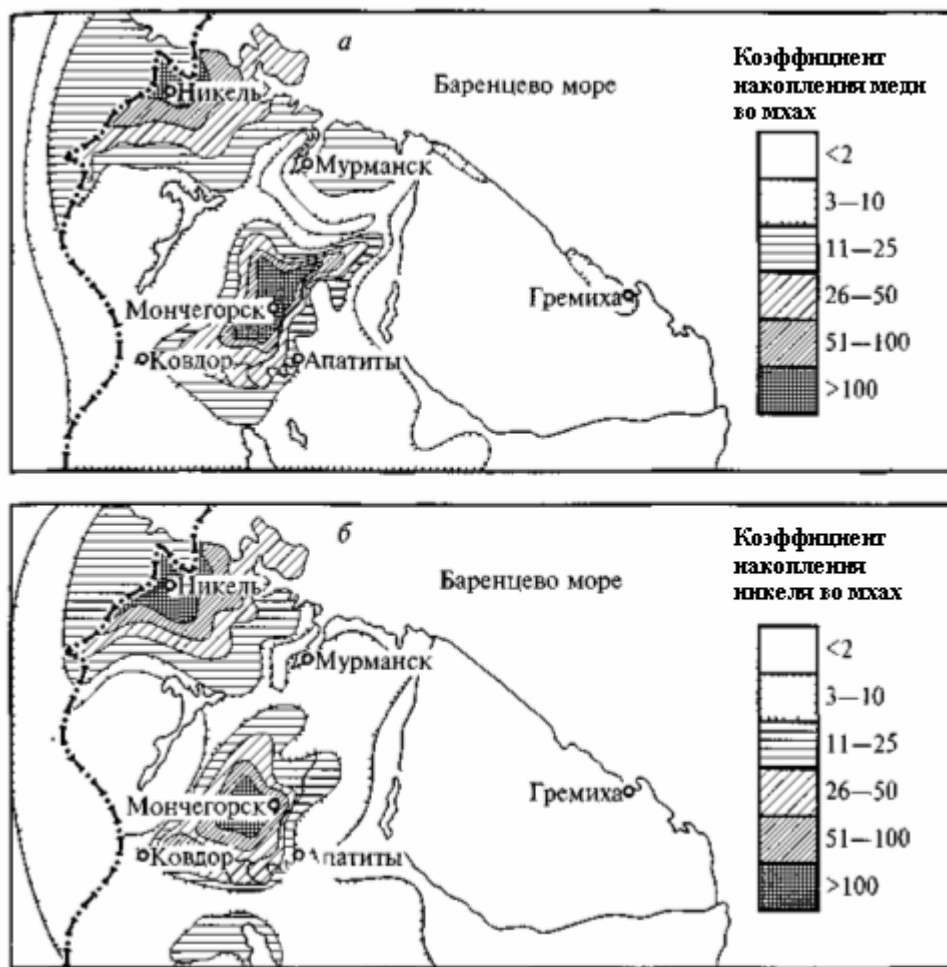 а
Баренцево море
Никель
Мурманск
Мончегорск
Гремиха
Ковдор
Апатиты
Коэффициент
накопления меди
во мхах
<2
3—10
11—25
26—50
51—100
>100
б
Баренцево море
Никель
Мурманск
Мончегорск
Гремиха
Ковдор
Апатиты
Коэффициент
накопления
никеля во мхах
<2
3—10
11—25
26—50
51—100
>100